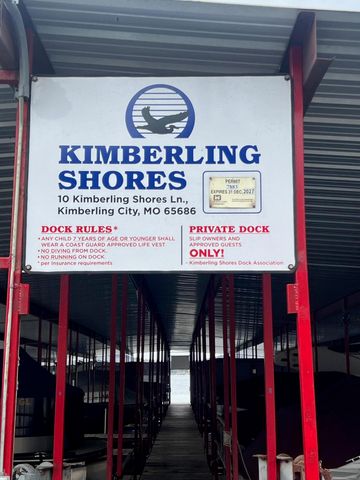 KIMBERLING
SHORES
10 Kimberling Shores Ln.,
Kimberling City, MO 65686
PERMIT
EXPIRES 31 DEC, 2027
DOCK RULES*
• ANY CHILD 7 YEARS OF AGE OR YOUNGER SHALL
WEAR A COAST GUARD APPROVED LIFE VEST
• NO DIVING FROM DOCK.
• NO RUNNING ON DOCK.
* per Insurance requirements
PRIVATE DOCK
SLIP OWNERS AND
APPROVED GUESTS
ONLY!
- Kimberling Shores Dock Association